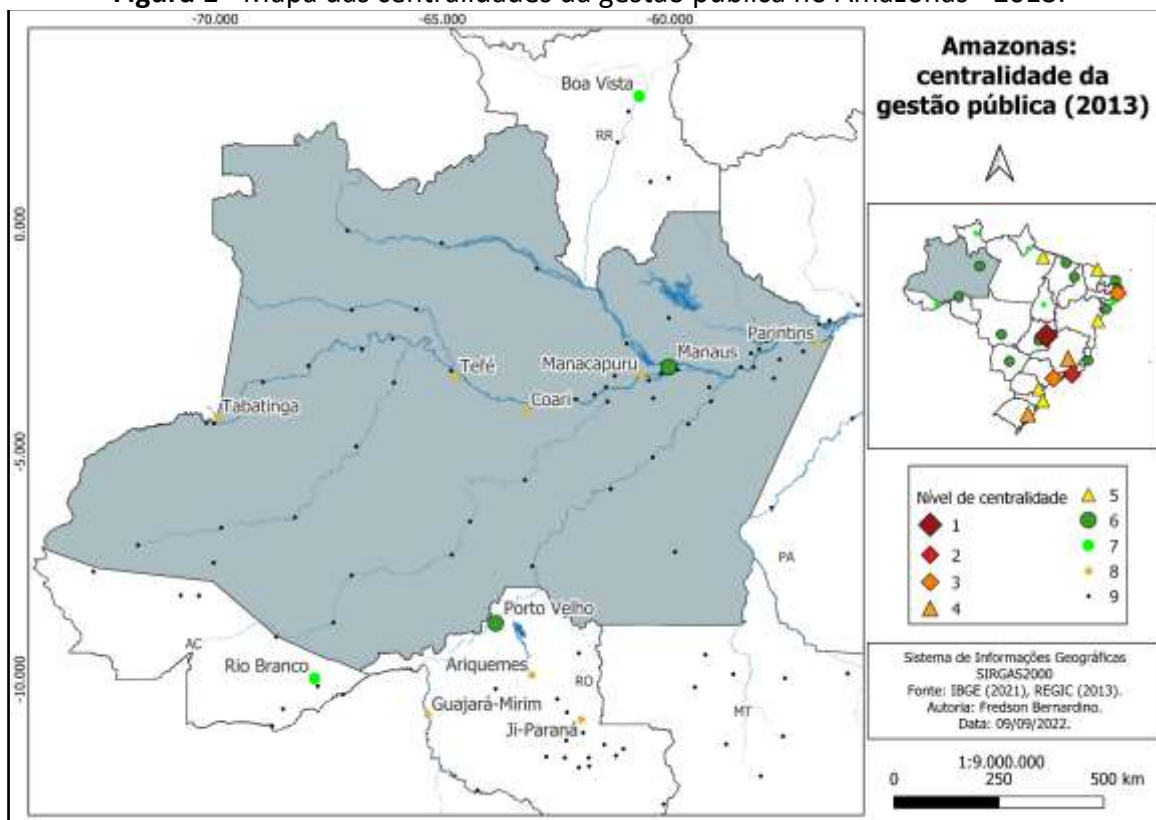 Figura 1 - Mapa das centralidades da gestão pública no Amazonas - 2013.
-70.000
-65.000
-60.000
0.000
-5.000
-10.000
Boa Vista
RR
Parintins
Manacapuru
Manaus
Tefé
Coari
Tabatinga
PA
Porto Velho
AC
Rio Branco
Ariquemes
RO
Guajará-Mirim
Ji-Paraná
MT
Amazonas:
centralidade da
gestão pública (2013)
Nível de centralidade
1
2
3
4
5
6
7
8
9
Sistema de Informações Geográficas
SIRGAS2000
Fonte: IBGE (2021), REGIC (2013).
Autoria: Fredson Bernardino.
Data: 09/09/2022.
1:9.000.000
0
250
500 km